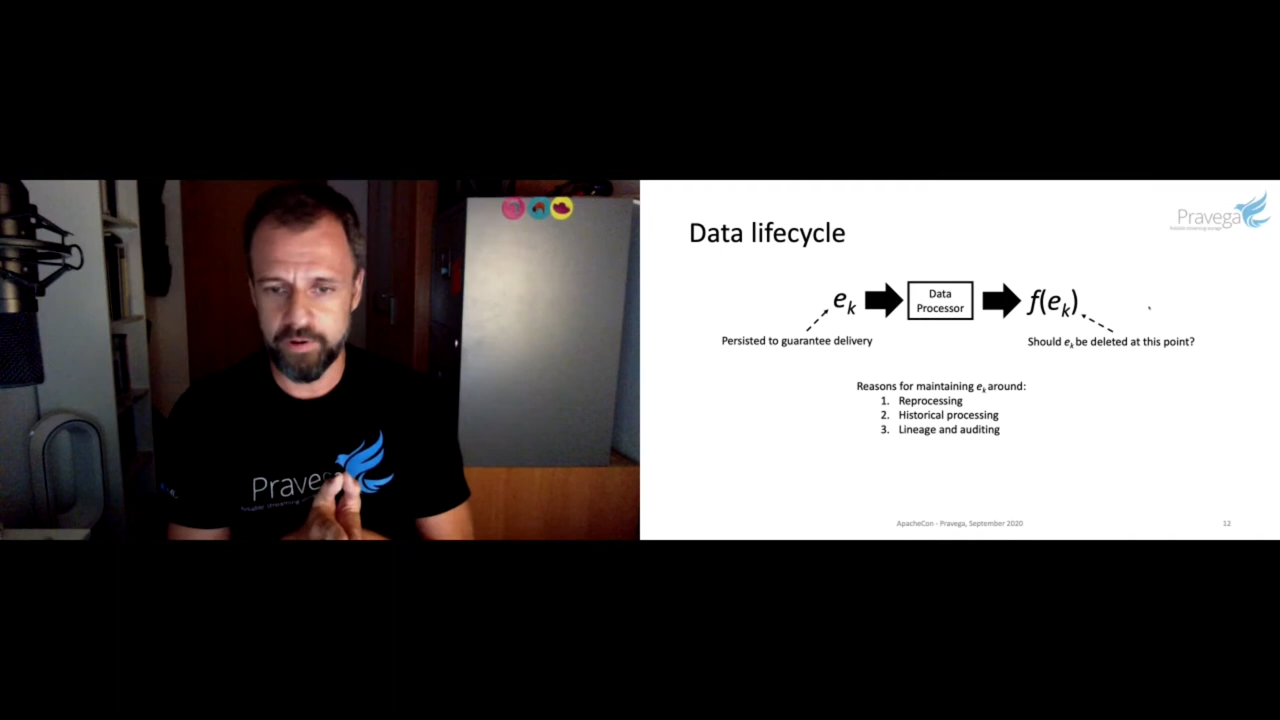 Prave
Data lifecycle
Pravega
e_k
Data
Processor
f(e_k)
Persisted to guarantee delivery
Should e_k be deleted at this point?
Reasons for maintaining e_k around:
1. Reprocessing
2. Historical processing
3. Lineage and auditing
ApacheCon - Pravega, September 2020
12